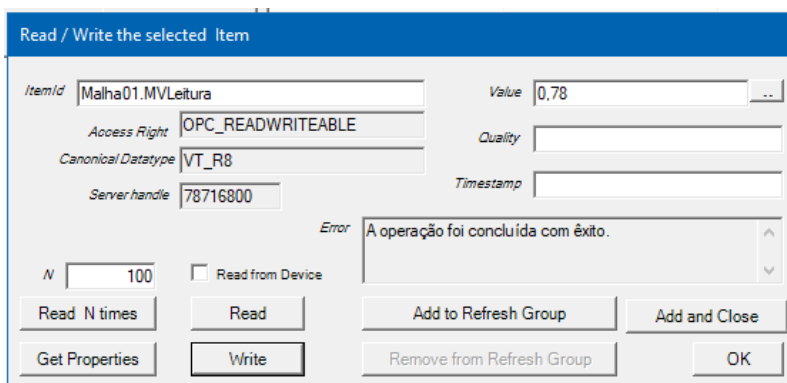 Read / Write the selected Item
ItemId Malha01.MVLeitura Value 0,78 ..
Access Right OPC_READWRITEABLE Quality
Canonical Datatype VT_R8
Server handle 78716800 Timestamp
Error A operação foi concluída com êxito.
N 100 Read from Device
Read N times Read Add to Refresh Group Add and Close
Get Properties Write Remove from Refresh Group OK